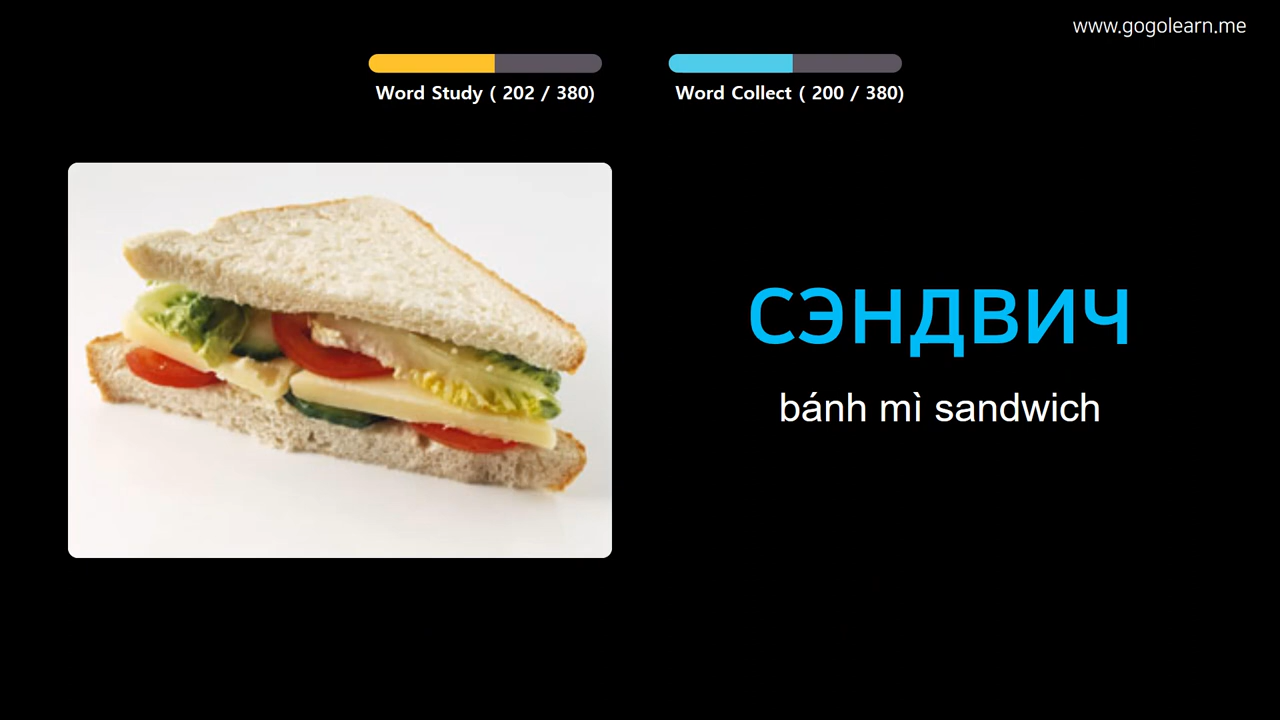 www.gogolearn.me
Word Study ( 202 / 380)
Word Collect ( 200 / 380)
сэндвич
bánh mì sandwich